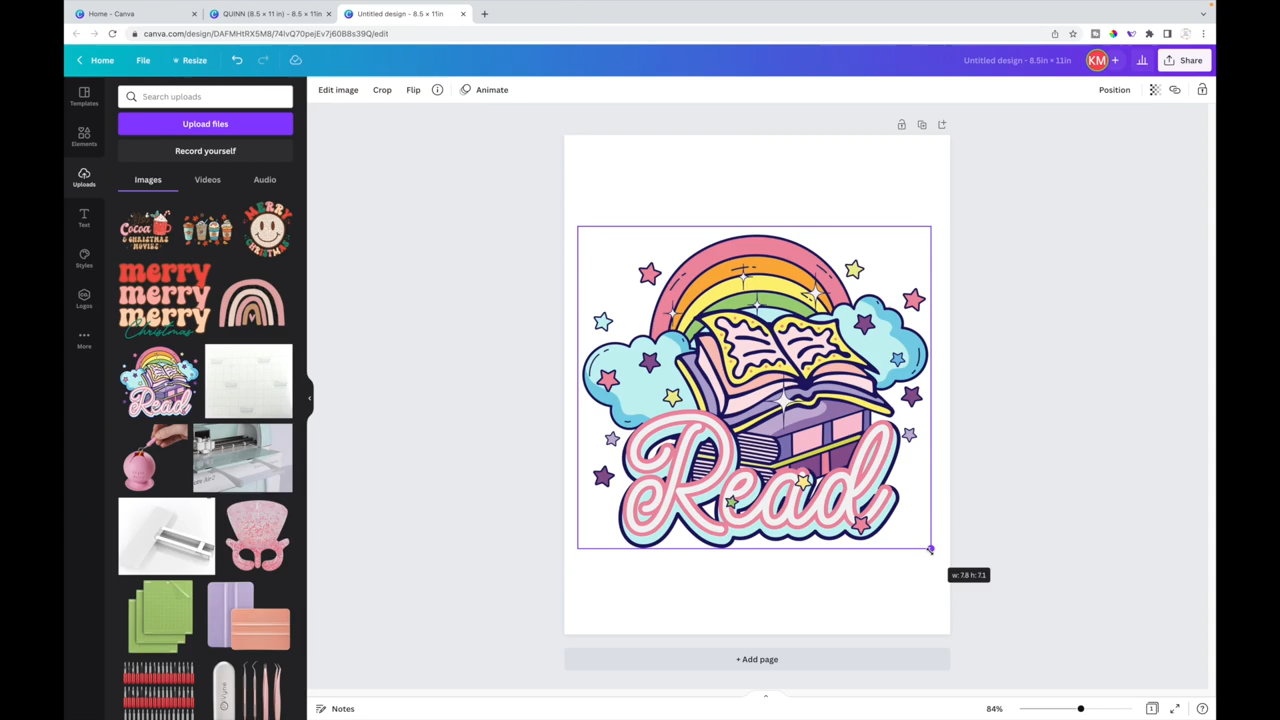 Home - Canva
QUINN (8.5 × 11 in) - 8.5 × 11in
Untitled design - 8.5 × 11in
canva.com/design/DAFMHtRX5M8/74lvQ70pejEv7j60B8s39Q/edit
Home
File
Resize
Untitled design - 8.5in × 11in
KM
Share
Templates
Elements
Uploads
Text
Styles
Logos
More
Search uploads
Upload files
Record yourself
Images
Videos
Audio
Edit image
Crop
Flip
Animate
Position
Cocoa
& CHRISTMAS
MOVIES
MERRY
CHRISTMAS
merry
merry
merry
Christmas
Read
Read
w: 7.8 h: 7.1
+ Add page
Notes
84%
1